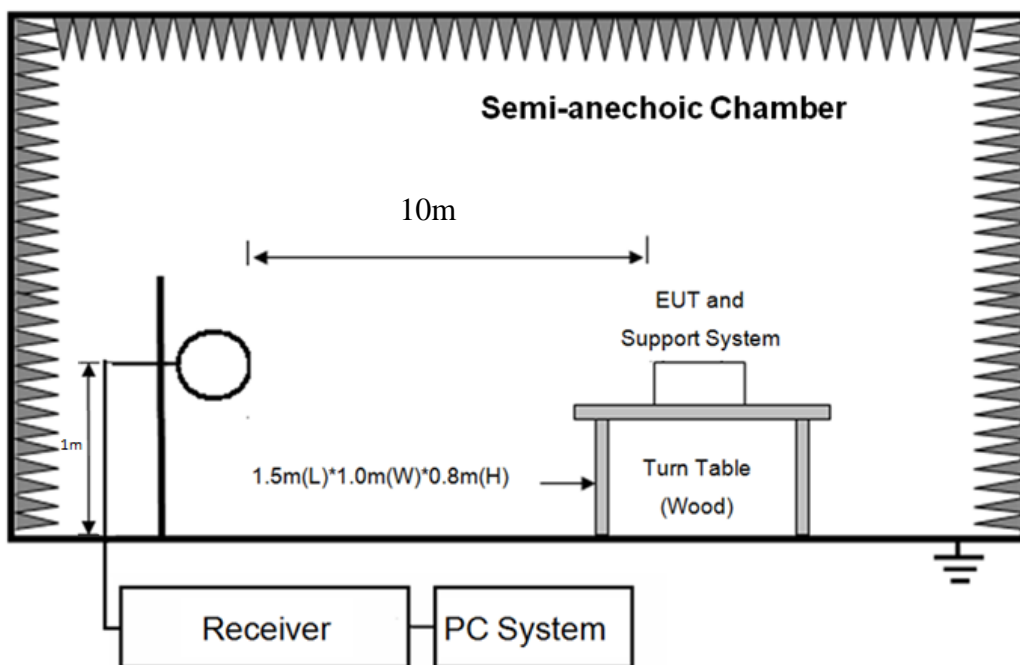 Semi-anechoic Chamber
10m
EUT and
Support System
1m
1.5m(L)*1.0m(W)*0.8m(H)
Turn Table
(Wood)
Receiver
PC System